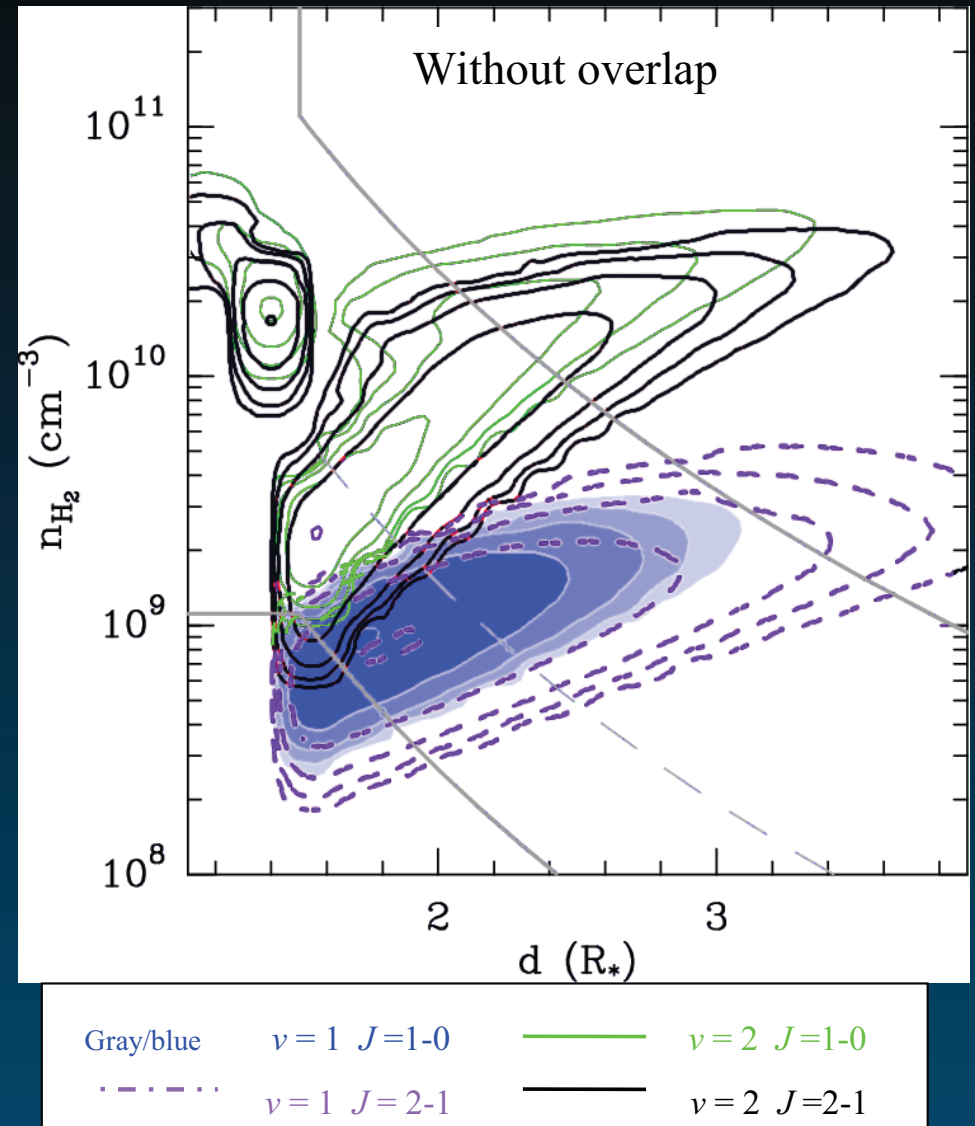 Without overlap
10^11
10^10
10^9
10^8
n_H₂ (cm^−3)
2 3
d (R*)
Gray/blue v = 1 J =1-0 v = 2 J =1-0
v = 1 J = 2-1 v = 2 J =2-1